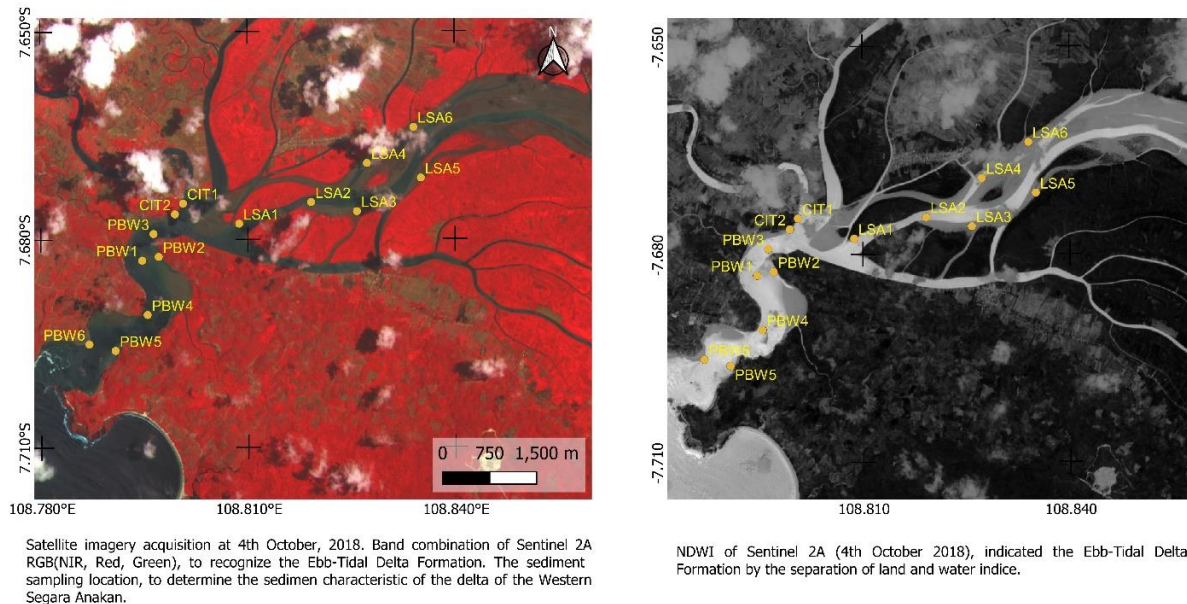 7.650°S
N
LSA6
LSA4
LSA5
CIT1
LSA2
CIT2
LSA3
LSA1
PBW3
7.680°S
PBW1
PBW2
PBW4
PBW6
PBW5
7.710°S
0 750 1,500 m
108.780°E
108.810°E
108.840°E
Satellite imagery acquisition at 4th October, 2018. Band combination of Sentinel 2A
RGB(NIR, Red, Green), to recognize the Ebb-Tidal Delta Formation. The sediment
sampling location, to determine the sedimen characteristic of the delta of the Western
Segara Anakan.
-7.650
LSA6
LSA4
LSA5
CIT1
LSA2
CIT2
LSA3
LSA1
PBW3
-7.680
PBW1
PBW2
PBW4
PBW6
PBW5
-7.710
108.810
108.840
NDWI of Sentinel 2A (4th October 2018), indicated the Ebb-Tidal Delta
Formation by the separation of land and water indice.